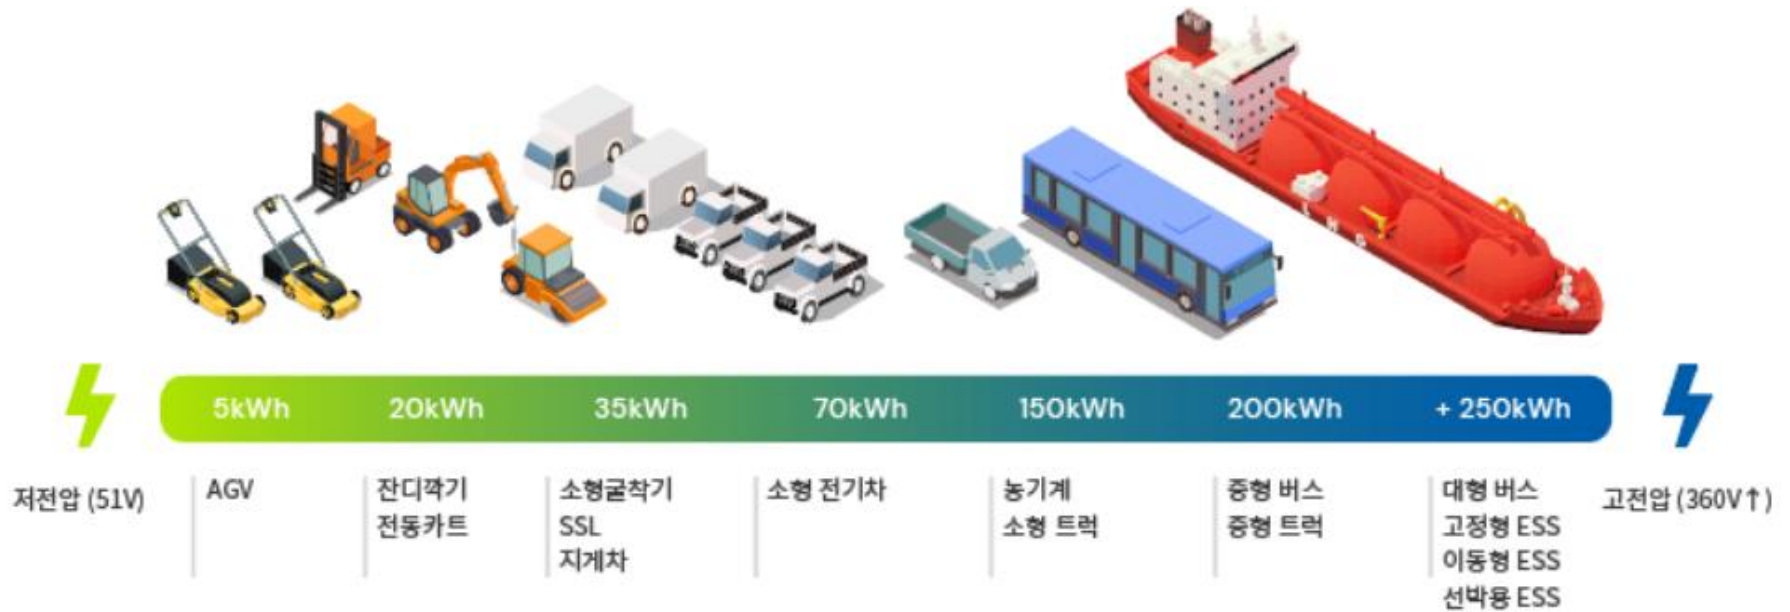 5kWh 20kWh 35kWh 70kWh 150kWh 200kWh + 250kWh
저전압 (51V)
AGV
잔디깍기
전동카트
소형굴착기
SSL
지게차
소형 전기차
농기계
소형 트럭
중형 버스
중형 트럭
대형 버스
고정형 ESS
이동형 ESS
선박용 ESS
고전압 (360V↑)
L N G